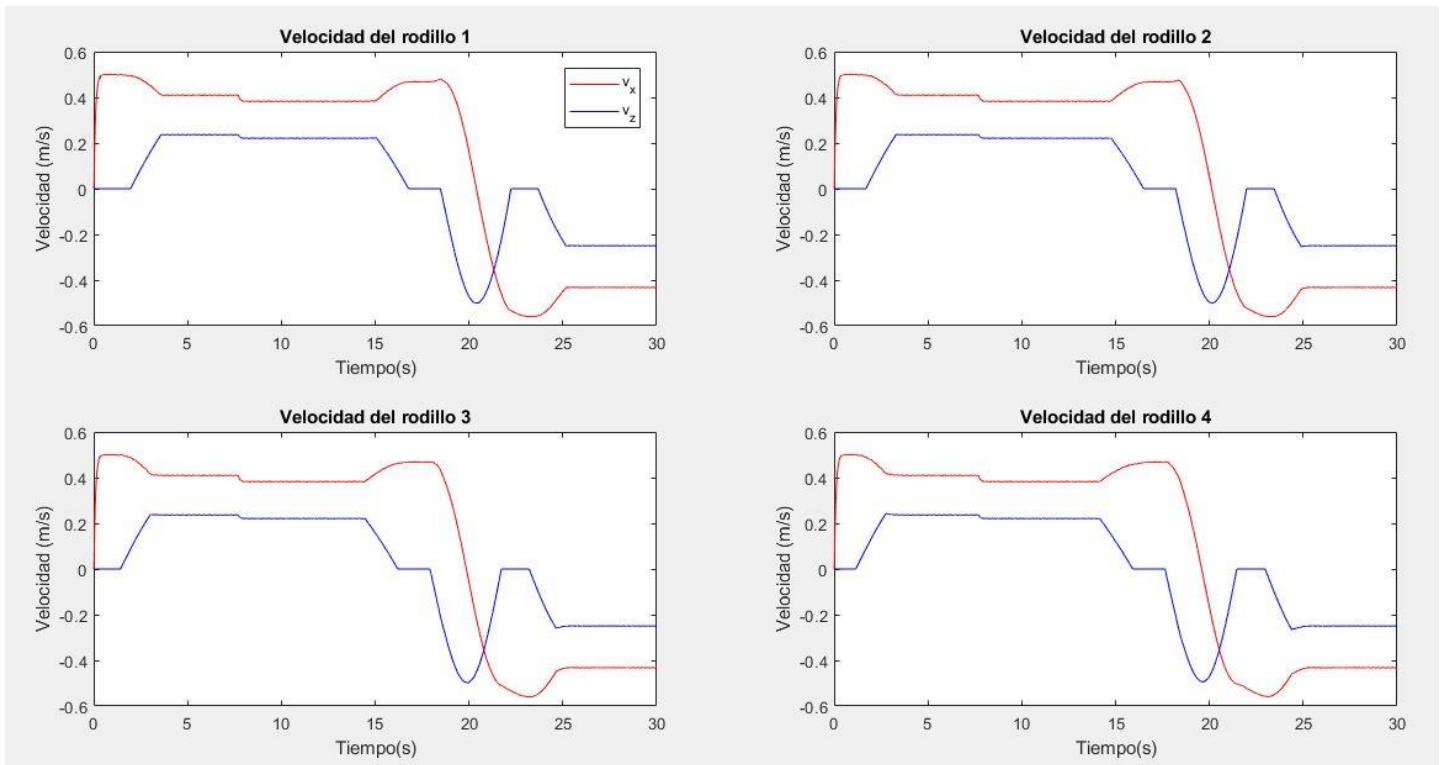 Velocidad del rodillo 1
0.6
0.4
0.2
0
-0.2
-0.4
-0.6
Velocidad (m/s)
v_x
v_z
0 5 10 15 20 25 30
Tiempo(s)
Velocidad del rodillo 2
0.6
0.4
0.2
0
-0.2
-0.4
-0.6
Velocidad (m/s)
0 5 10 15 20 25 30
Tiempo(s)
Velocidad del rodillo 3
0.6
0.4
0.2
0
-0.2
-0.4
-0.6
Velocidad (m/s)
0 5 10 15 20 25 30
Tiempo(s)
Velocidad del rodillo 4
0.6
0.4
0.2
0
-0.2
-0.4
-0.6
Velocidad (m/s)
0 5 10 15 20 25 30
Tiempo(s)